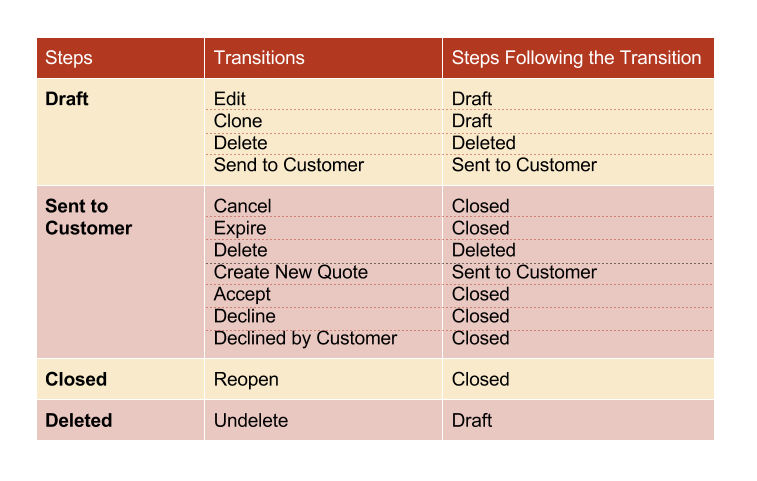 Steps Transitions Steps Following the Transition
Draft Edit Draft
Clone Draft
Delete Deleted
Send to Customer Sent to Customer
Sent to Cancel Closed
Customer Expire Closed
Delete Deleted
Create New Quote Sent to Customer
Accept Closed
Decline Closed
Declined by Customer Closed
Closed Reopen Closed
Deleted Undelete Draft